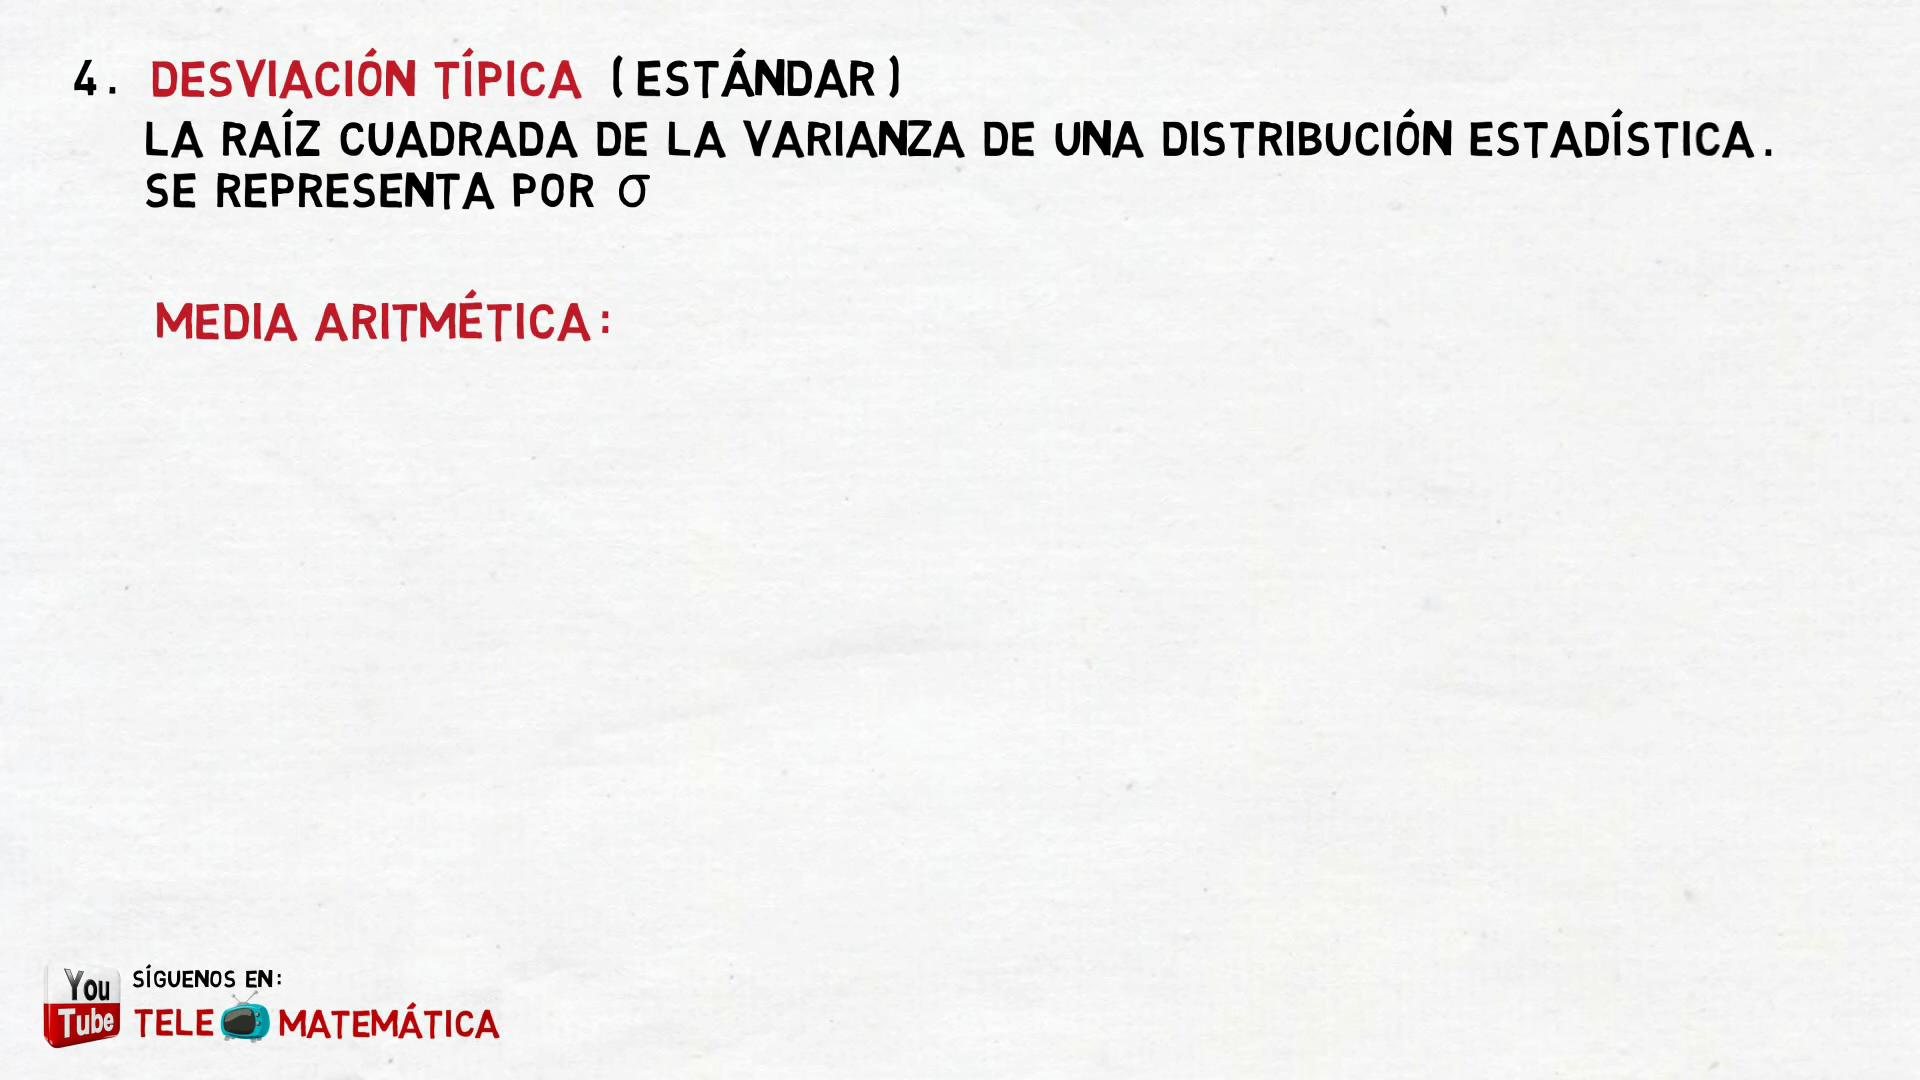 4. DESVIACIÓN TÍPICA (ESTÁNDAR)
LA RAÍZ CUADRADA DE LA VARIANZA DE UNA DISTRIBUCIÓN ESTADÍSTICA.
SE REPRESENTA POR σ
MEDIA ARITMÉTICA:
You
Tube
SÍGUENOS EN:
TELE MATEMÁTICA